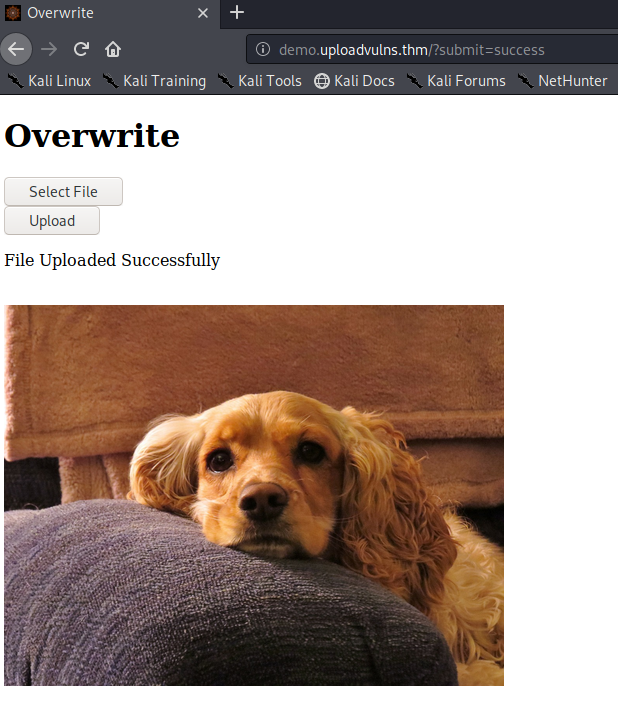 Overwrite
demo.uploadvulns.thm/?submit=success
Kali Linux Kali Training Kali Tools Kali Docs Kali Forums NetHunter
Overwrite
Select File
Upload
File Uploaded Successfully